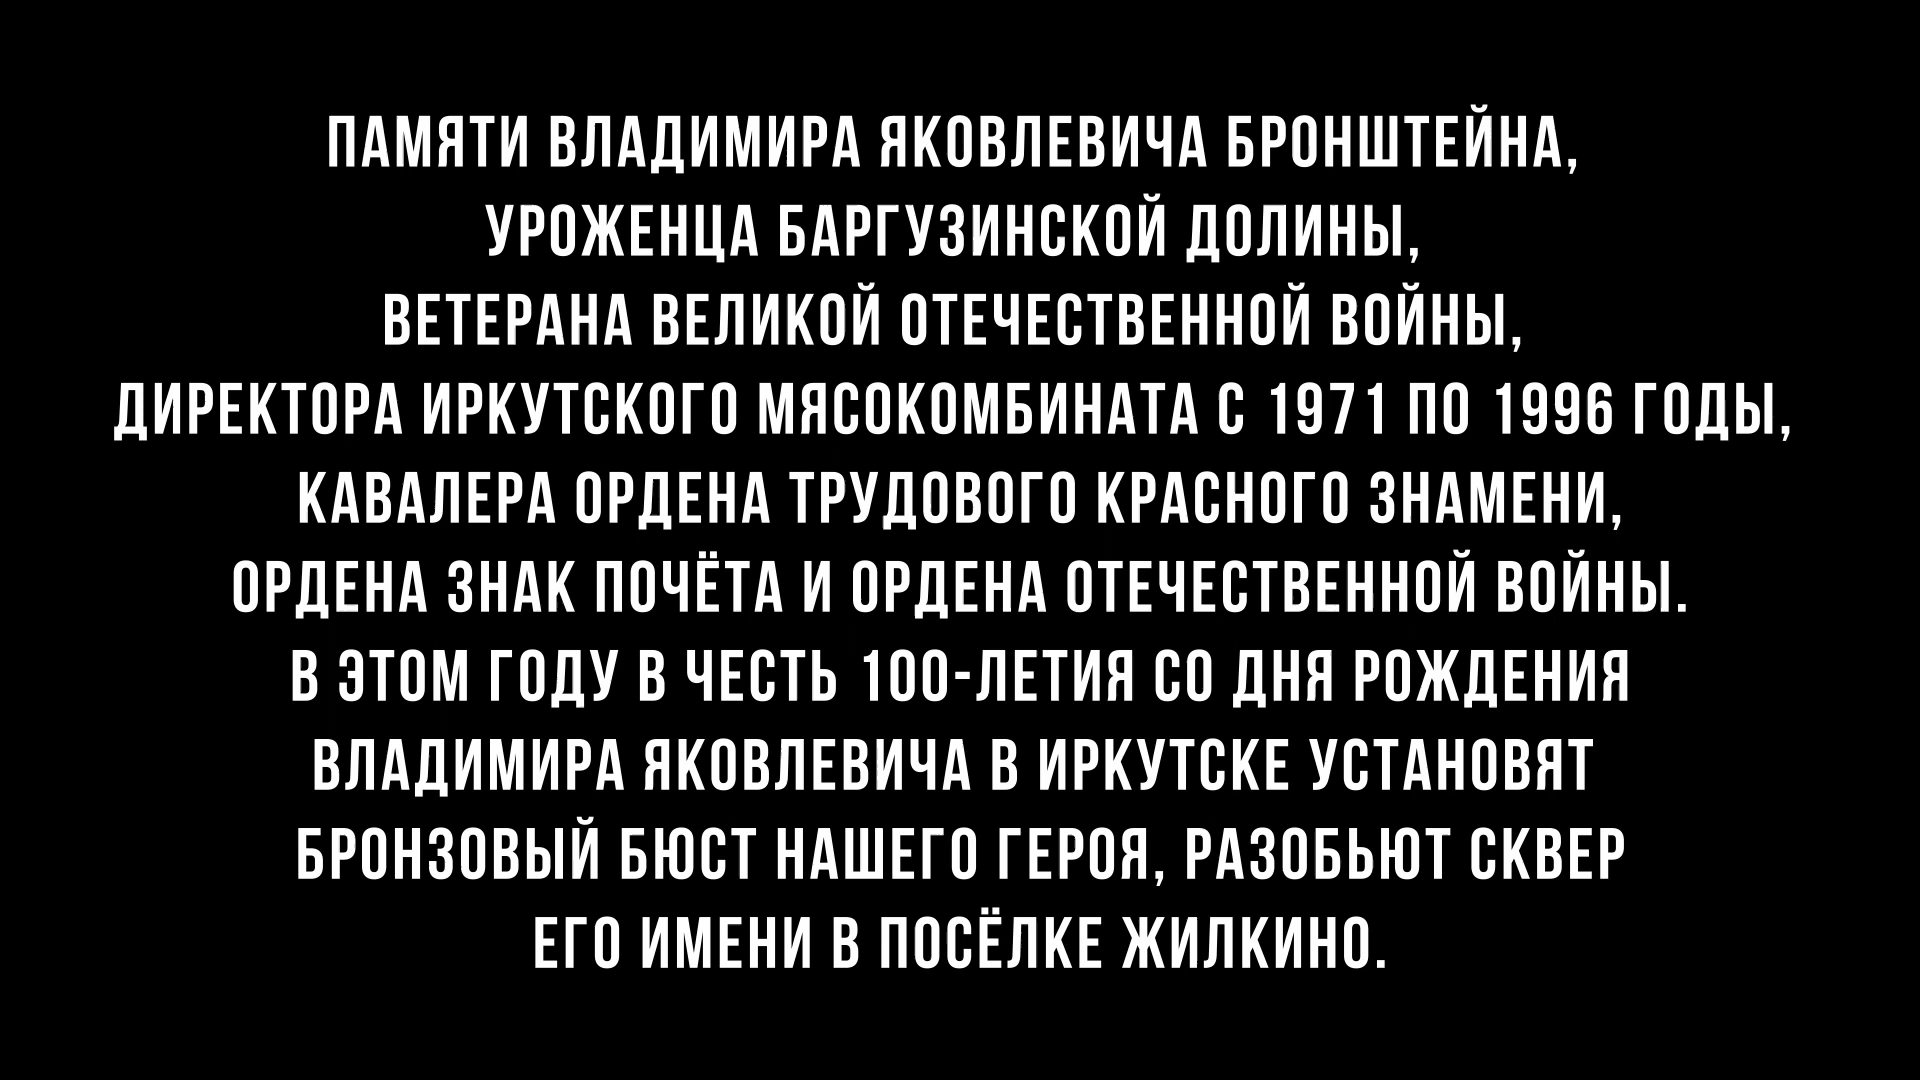 ПАМЯТИ ВЛАДИМИРА ЯКОВЛЕВИЧА БРОНШТЕЙНА,
УРОЖЕНЦА БАРГУЗИНСКОЙ ДОЛИНЫ,
ВЕТЕРАНА ВЕЛИКОЙ ОТЕЧЕСТВЕННОЙ ВОЙНЫ,
ДИРЕКТОРА ИРКУТСКОГО МЯСОКОМБИНАТА С 1971 ПО 1996 ГОДЫ,
КАВАЛЕРА ОРДЕНА ТРУДОВОГО КРАСНОГО ЗНАМЕНИ,
ОРДЕНА ЗНАК ПОЧЁТА И ОРДЕНА ОТЕЧЕСТВЕННОЙ ВОЙНЫ.
В ЭТОМ ГОДУ В ЧЕСТЬ 100-ЛЕТИЯ СО ДНЯ РОЖДЕНИЯ
ВЛАДИМИРА ЯКОВЛЕВИЧА В ИРКУТСКЕ УСТАНОВЯТ
БРОНЗОВЫЙ БЮСТ НАШЕГО ГЕРОЯ, РАЗОБЬЮТ СКВЕР
ЕГО ИМЕНИ В ПОСЁЛКЕ ЖИЛКИНО.